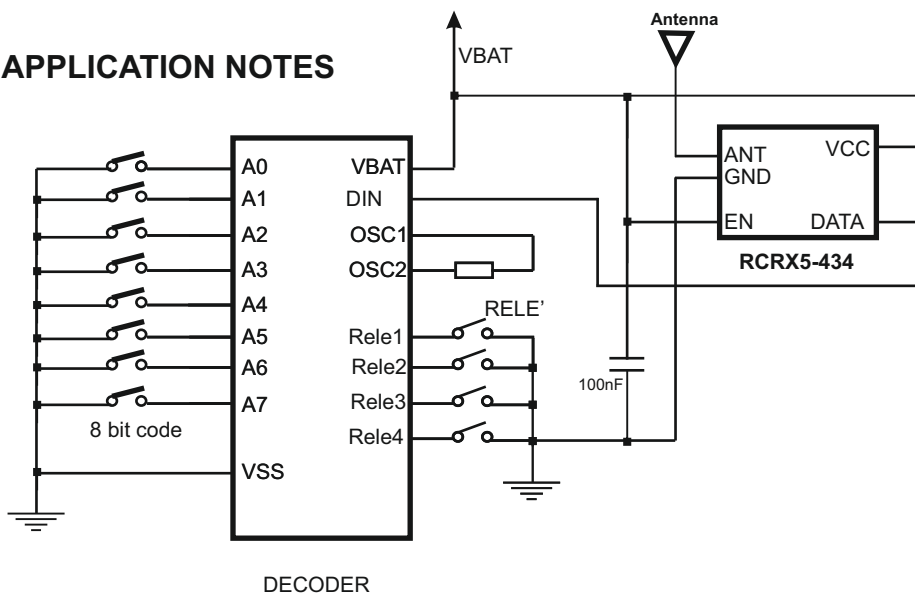 APPLICATION NOTES
VBAT
Antenna
A0
A1
A2
A3
A4
A5
A6
A7
VSS
8 bit code
VBAT
DIN
OSC1
OSC2
Rele1
Rele2
Rele3
Rele4
DECODER
RELE'
100nF
ANT
GND
EN
VCC
DATA
RCRX5-434